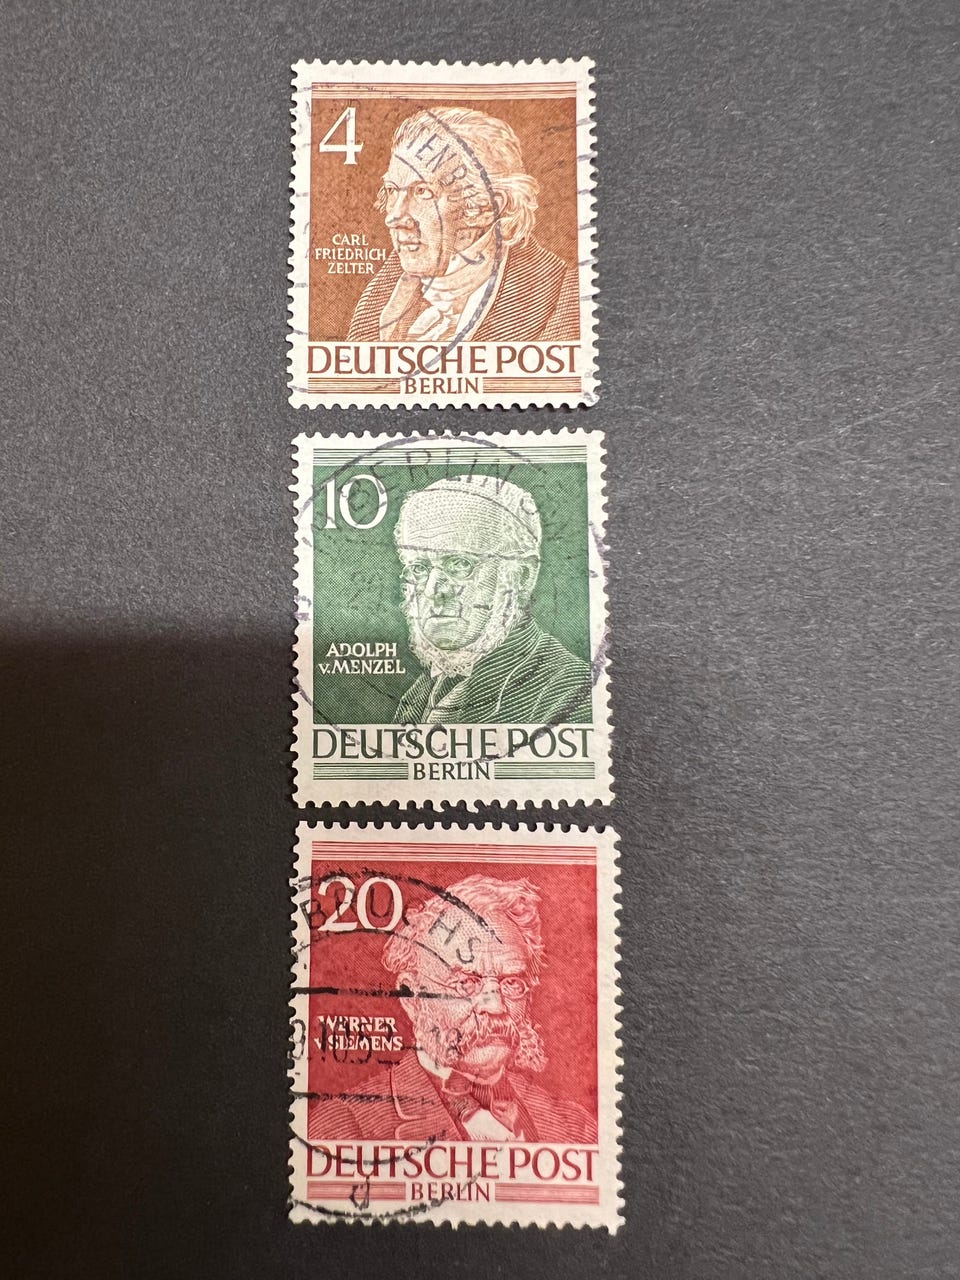 4
CARL
FRIEDRICH
ZELTER
DEUTSCHE POST
BERLIN
10
BERLIN
ADOLPH
v. MENZEL
DEUTSCHE POST
BERLIN
20
WERNER
v. SIEMENS
DEUTSCHE POST
BERLIN
d